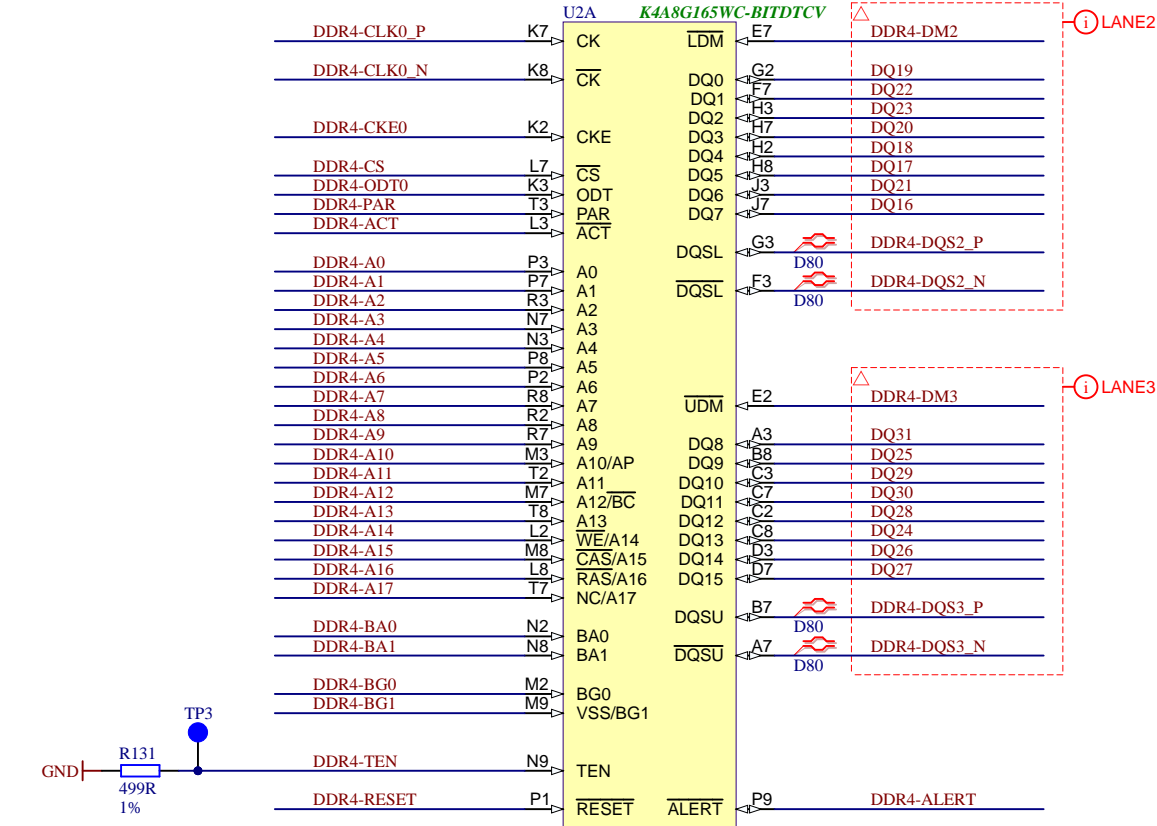 U2A K4A8G165WC-BITDTCV
DDR4-CLK0_P K7 CK LDM E7 DDR4-DM2 LANE2
DDR4-CLK0_N K8 CK DQ0 G2 DQ19
DQ1 F7 DQ22
DQ2 H3 DQ23
DDR4-CKE0 K2 CKE DQ3 H7 DQ20
DQ4 H2 DQ18
DDR4-CS L7 CS DQ5 H8 DQ17
DDR4-ODT0 K3 ODT DQ6 J3 DQ21
DDR4-PAR T3 PAR DQ7 J7 DQ16
DDR4-ACT L3 ACT
DQSL G3 DDR4-DQS2_P
D80
DDR4-A0 P3 A0
DDR4-A1 P7 A1 DQSL F3 DDR4-DQS2_N
D80
DDR4-A2 R3 A2
DDR4-A3 N7 A3
DDR4-A4 N3 A4
DDR4-A5 P8 A5
DDR4-A6 P2 A6 LANE3
DDR4-A7 R8 A7 UDM E2 DDR4-DM3
DDR4-A8 R2 A8
DDR4-A9 R7 A9 DQ8 A3 DQ31
DDR4-A10 M3 A10/AP DQ9 B8 DQ25
DDR4-A11 T2 A11 DQ10 C3 DQ29
DDR4-A12 M7 A12/BC DQ11 C7 DQ30
DDR4-A13 T8 A13 DQ12 C2 DQ28
DDR4-A14 L2 WE/A14 DQ13 C8 DQ24
DDR4-A15 M8 CAS/A15 DQ14 D3 DQ26
DDR4-A16 L8 RAS/A16 DQ15 D7 DQ27
DDR4-A17 T7 NC/A17
DQSU B7 DDR4-DQS3_P
D80
DDR4-BA0 N2 BA0
DDR4-BA1 N8 BA1 DQSU A7 DDR4-DQS3_N
D80
DDR4-BG0 M2 BG0
DDR4-BG1 M9 VSS/BG1
TP3
R131
GND DDR4-TEN N9 TEN
499R
1%
DDR4-RESET P1 RESET ALERT P9 DDR4-ALERT